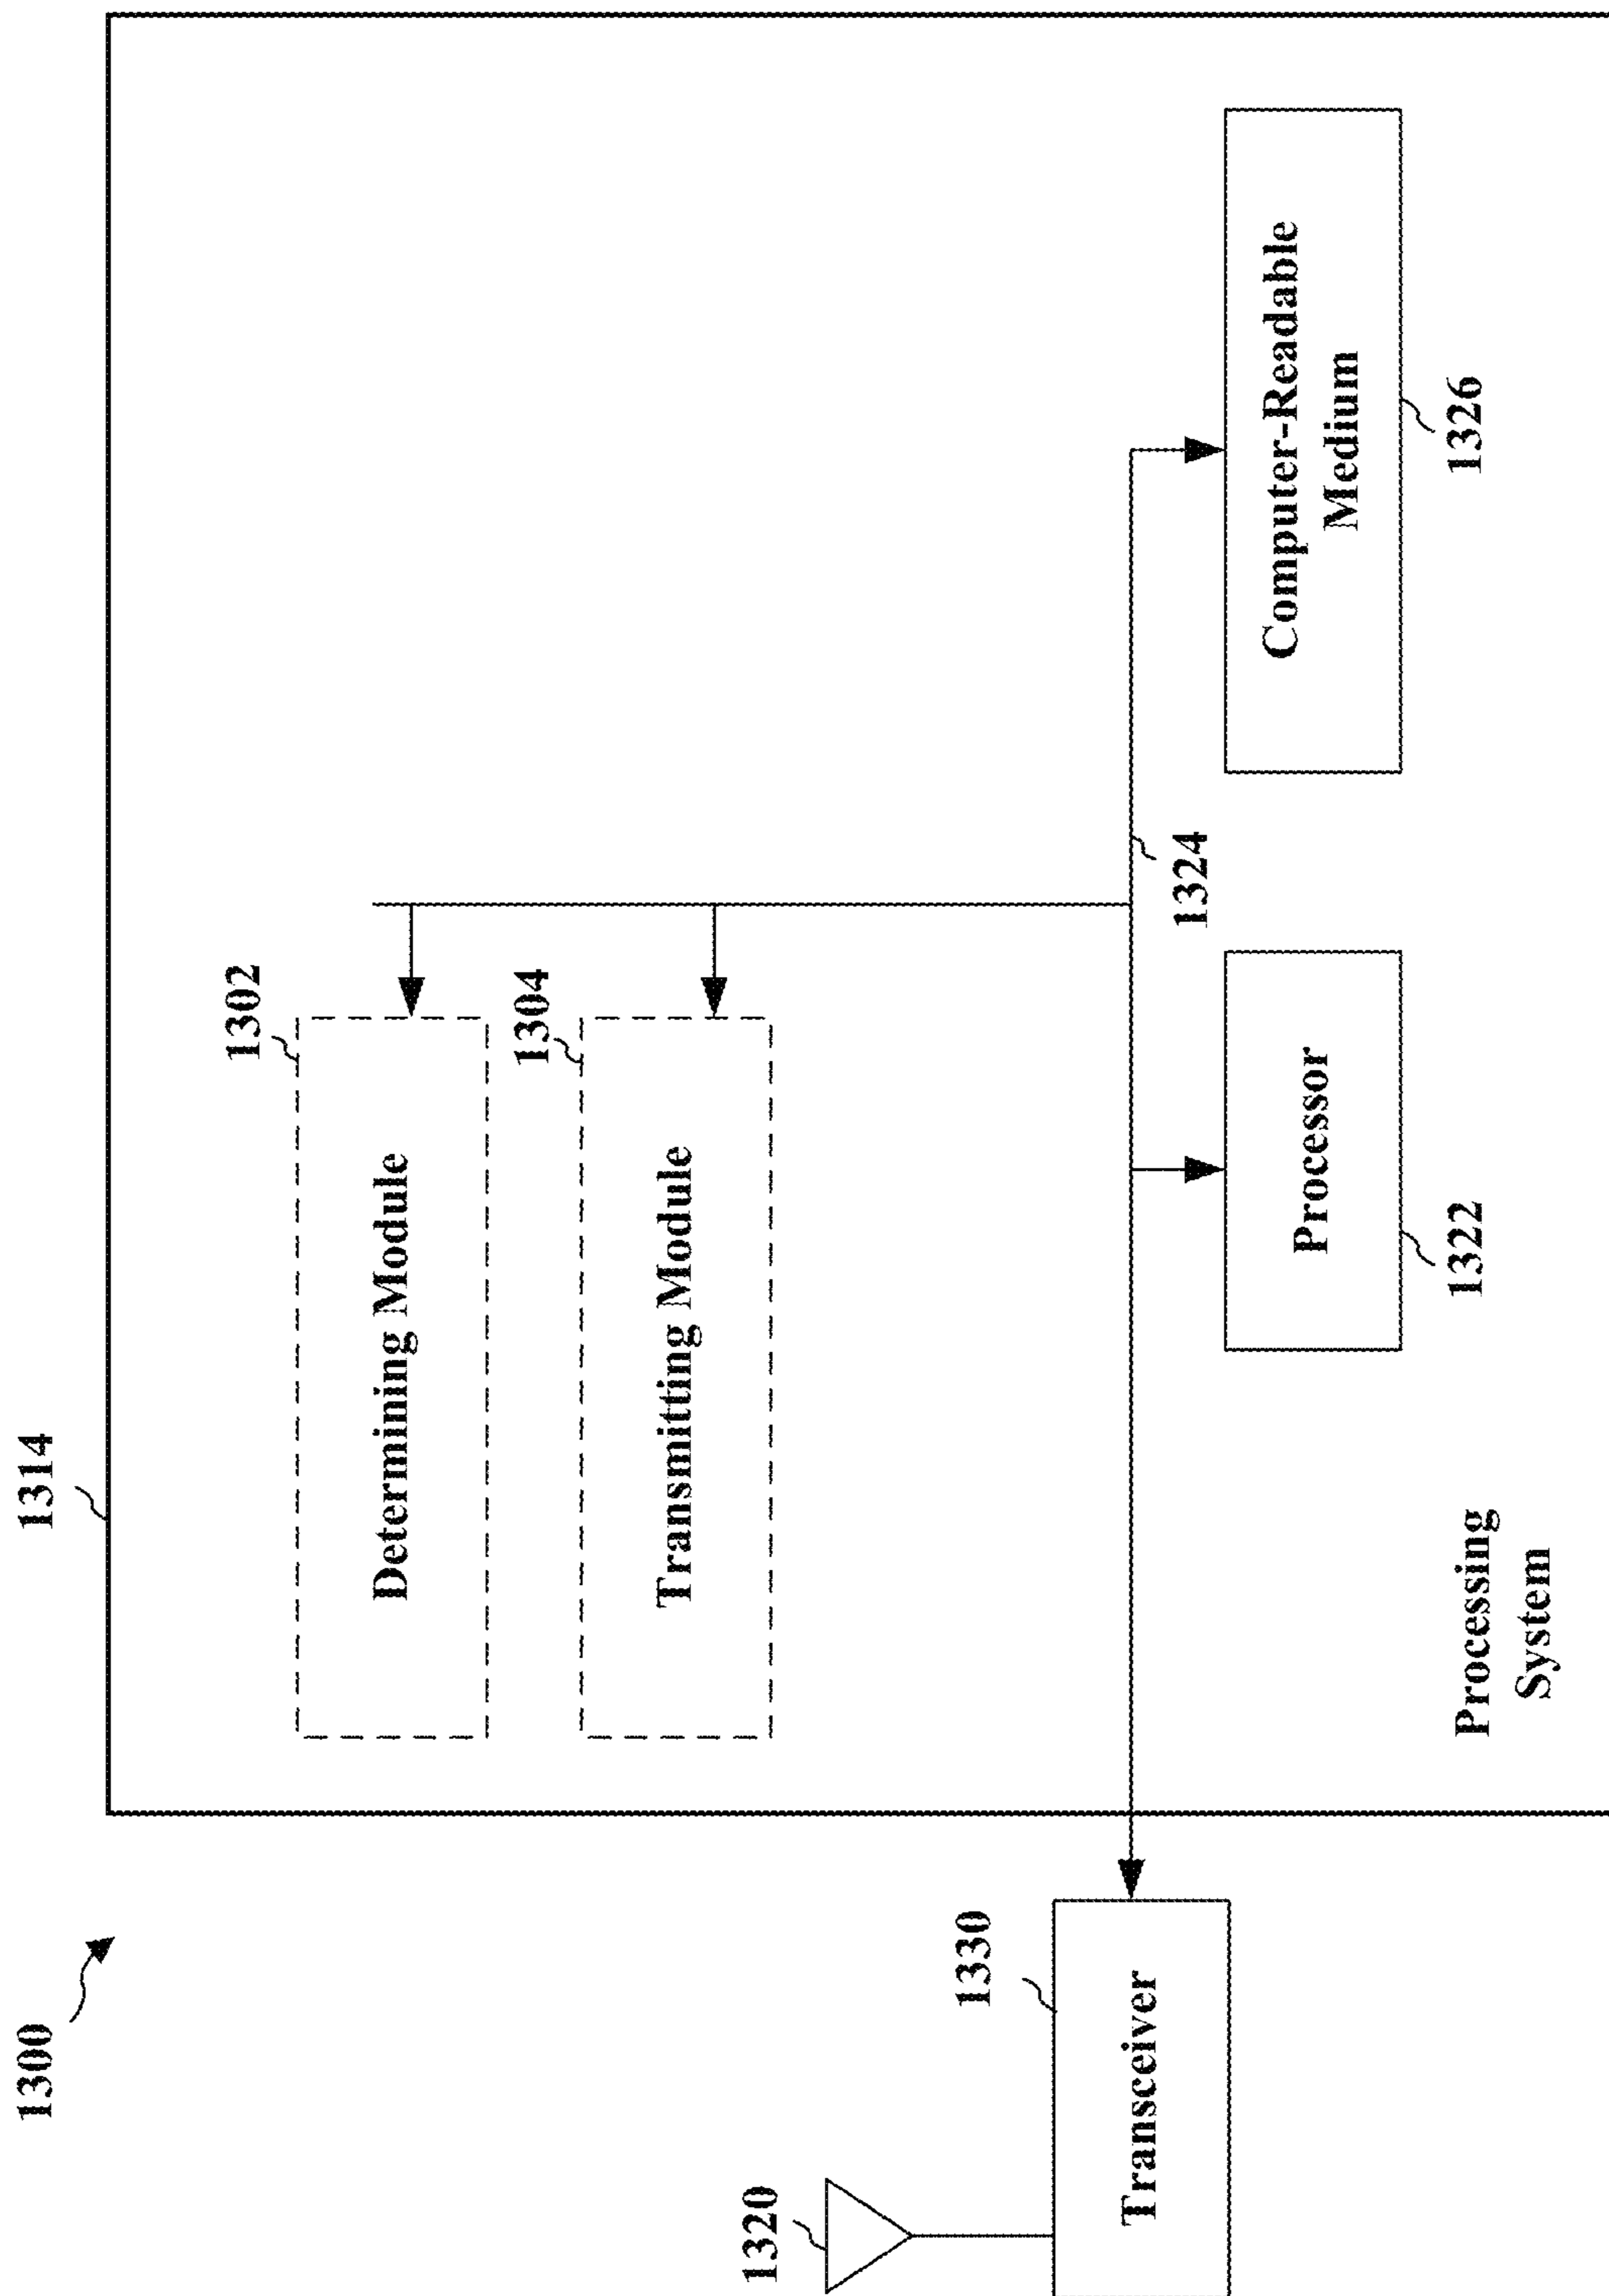 1300
1314
1302
Determining Module
1304
Transmitting Module
1320
1330
Transceiver
1324
Processor
1322
Computer-Readable
Medium
1326
Processing
System